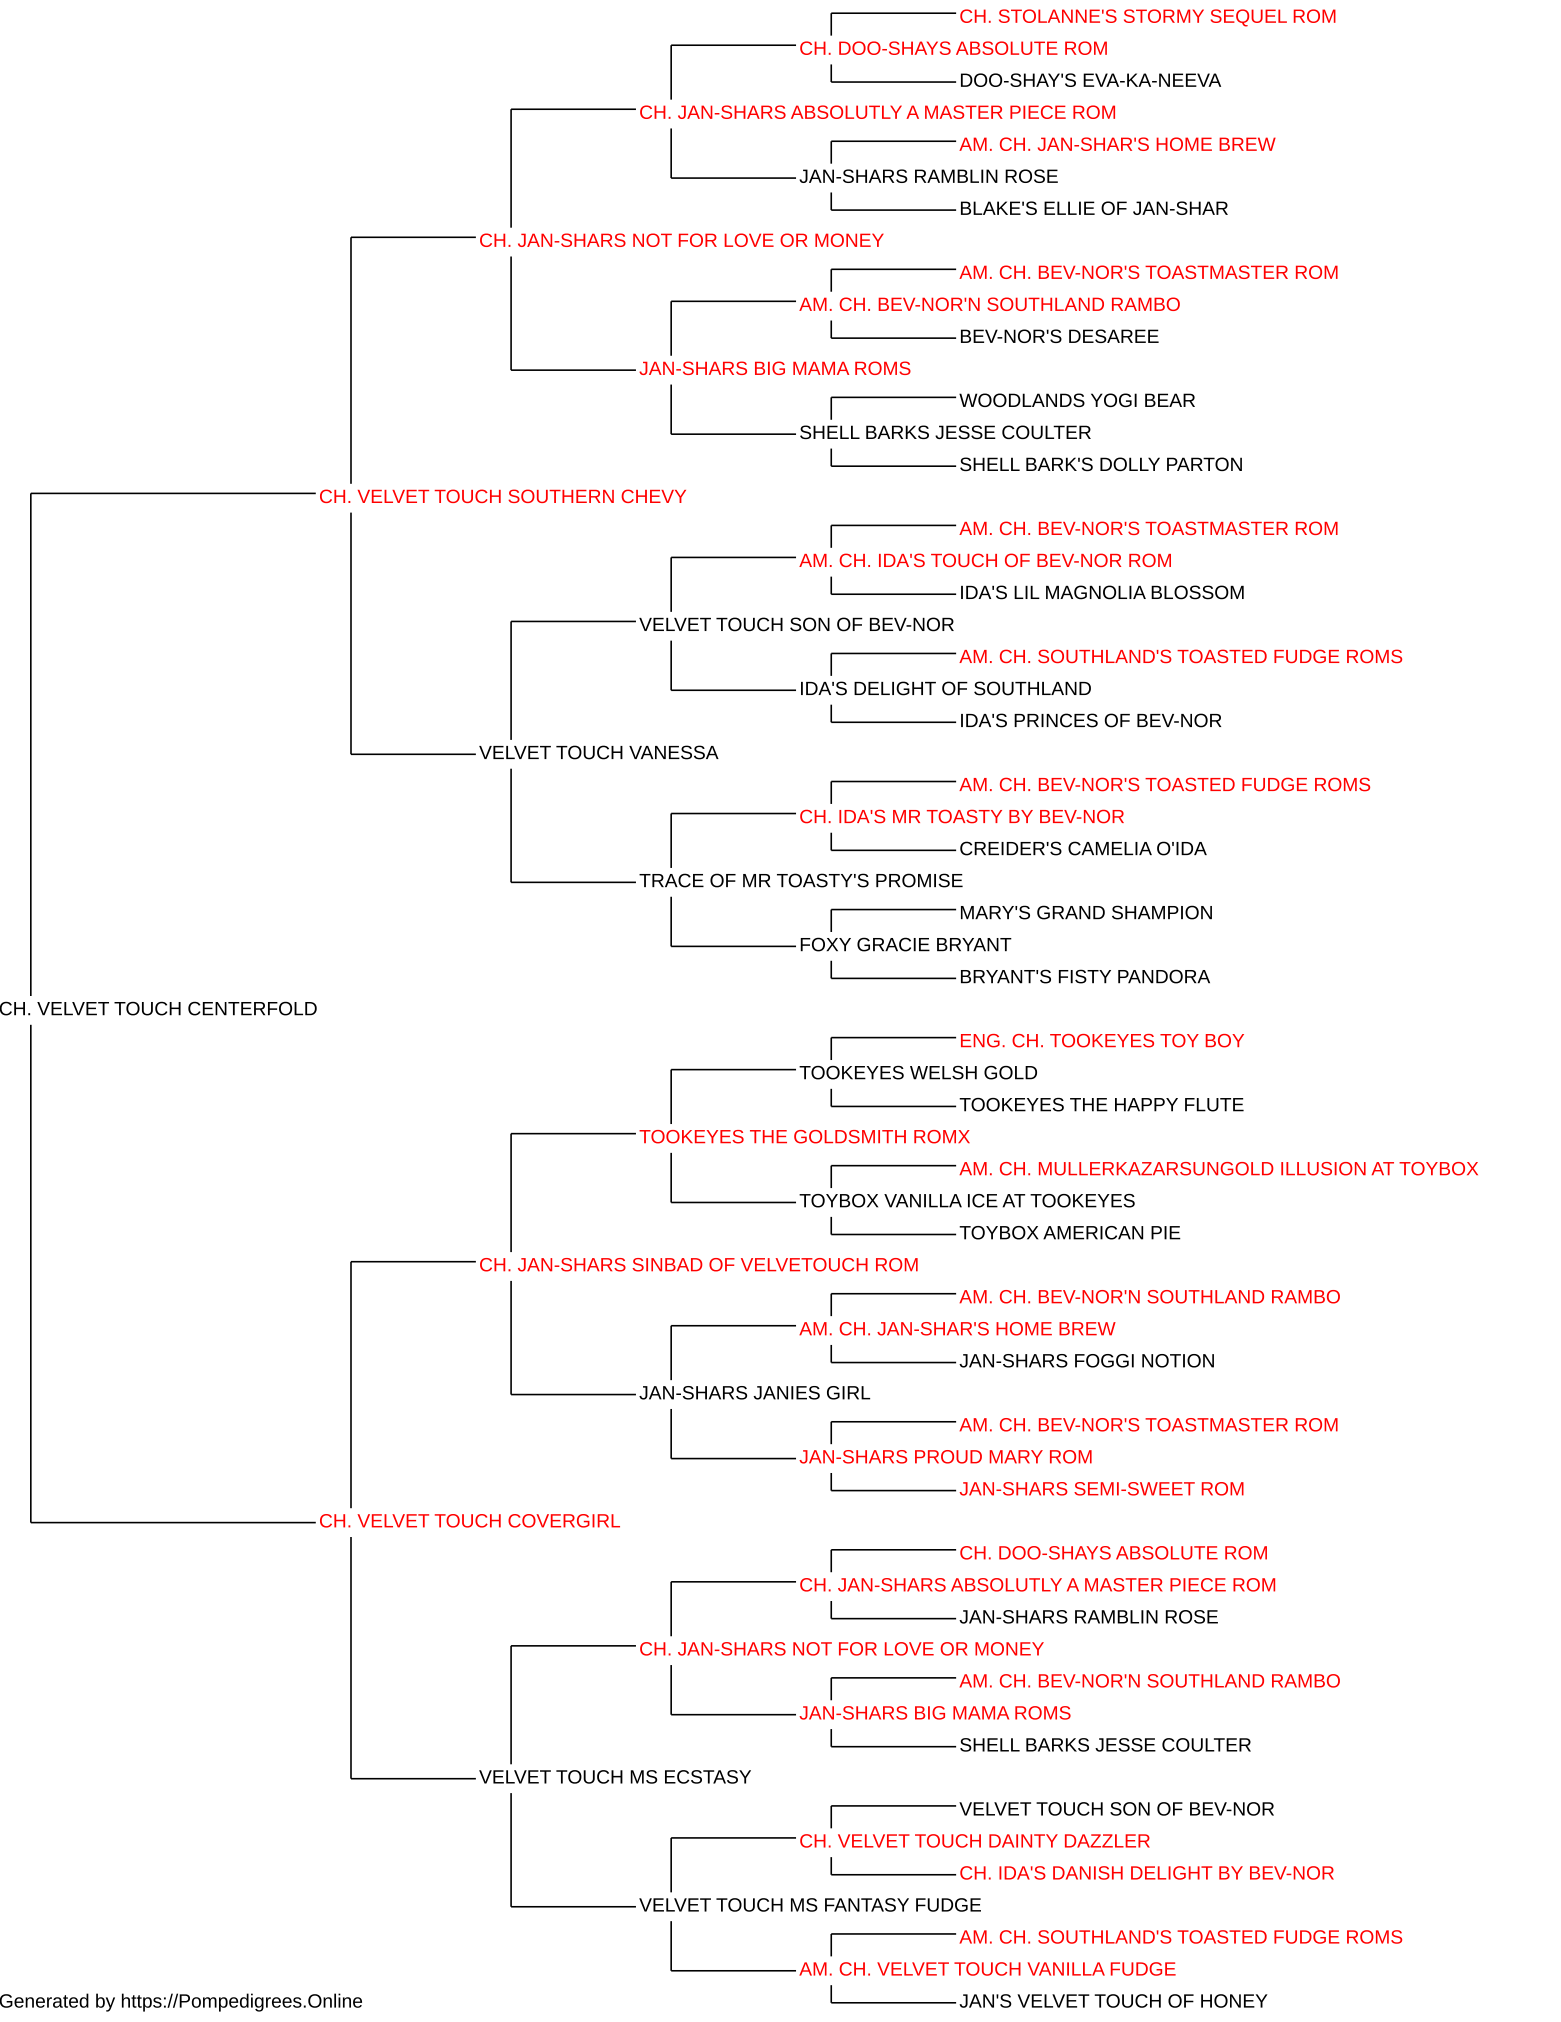 CH. STOLANNE'S STORMY SEQUEL ROM
CH. DOO-SHAYS ABSOLUTE ROM
DOO-SHAY'S EVA-KA-NEEVA
CH. JAN-SHARS ABSOLUTLY A MASTER PIECE ROM
AM. CH. JAN-SHAR'S HOME BREW
JAN-SHARS RAMBLIN ROSE
BLAKE'S ELLIE OF JAN-SHAR
CH. JAN-SHARS NOT FOR LOVE OR MONEY
AM. CH. BEV-NOR'S TOASTMASTER ROM
AM. CH. BEV-NOR'N SOUTHLAND RAMBO
BEV-NOR'S DESAREE
JAN-SHARS BIG MAMA ROMS
WOODLANDS YOGI BEAR
SHELL BARKS JESSE COULTER
SHELL BARK'S DOLLY PARTON
CH. VELVET TOUCH SOUTHERN CHEVY
AM. CH. BEV-NOR'S TOASTMASTER ROM
AM. CH. IDA'S TOUCH OF BEV-NOR ROM
IDA'S LIL MAGNOLIA BLOSSOM
VELVET TOUCH SON OF BEV-NOR
AM. CH. SOUTHLAND'S TOASTED FUDGE ROMS
IDA'S DELIGHT OF SOUTHLAND
IDA'S PRINCES OF BEV-NOR
VELVET TOUCH VANESSA
AM. CH. BEV-NOR'S TOASTED FUDGE ROMS
CH. IDA'S MR TOASTY BY BEV-NOR
CREIDER'S CAMELIA O'IDA
TRACE OF MR TOASTY'S PROMISE
MARY'S GRAND SHAMPION
FOXY GRACIE BRYANT
BRYANT'S FISTY PANDORA
CH. VELVET TOUCH CENTERFOLD
ENG. CH. TOOKEYES TOY BOY
TOOKEYES WELSH GOLD
TOOKEYES THE HAPPY FLUTE
TOOKEYES THE GOLDSMITH ROMX
AM. CH. MULLERKAZARSUNGOLD ILLUSION AT TOYBOX
TOYBOX VANILLA ICE AT TOOKEYES
TOYBOX AMERICAN PIE
CH. JAN-SHARS SINBAD OF VELVETOUCH ROM
AM. CH. BEV-NOR'N SOUTHLAND RAMBO
AM. CH. JAN-SHAR'S HOME BREW
JAN-SHARS FOGGI NOTION
JAN-SHARS JANIES GIRL
AM. CH. BEV-NOR'S TOASTMASTER ROM
JAN-SHARS PROUD MARY ROM
JAN-SHARS SEMI-SWEET ROM
CH. VELVET TOUCH COVERGIRL
CH. DOO-SHAYS ABSOLUTE ROM
CH. JAN-SHARS ABSOLUTLY A MASTER PIECE ROM
JAN-SHARS RAMBLIN ROSE
CH. JAN-SHARS NOT FOR LOVE OR MONEY
AM. CH. BEV-NOR'N SOUTHLAND RAMBO
JAN-SHARS BIG MAMA ROMS
SHELL BARKS JESSE COULTER
VELVET TOUCH MS ECSTASY
VELVET TOUCH SON OF BEV-NOR
CH. VELVET TOUCH DAINTY DAZZLER
CH. IDA'S DANISH DELIGHT BY BEV-NOR
VELVET TOUCH MS FANTASY FUDGE
AM. CH. SOUTHLAND'S TOASTED FUDGE ROMS
AM. CH. VELVET TOUCH VANILLA FUDGE
JAN'S VELVET TOUCH OF HONEY
Generated by https://Pompedigrees.Online